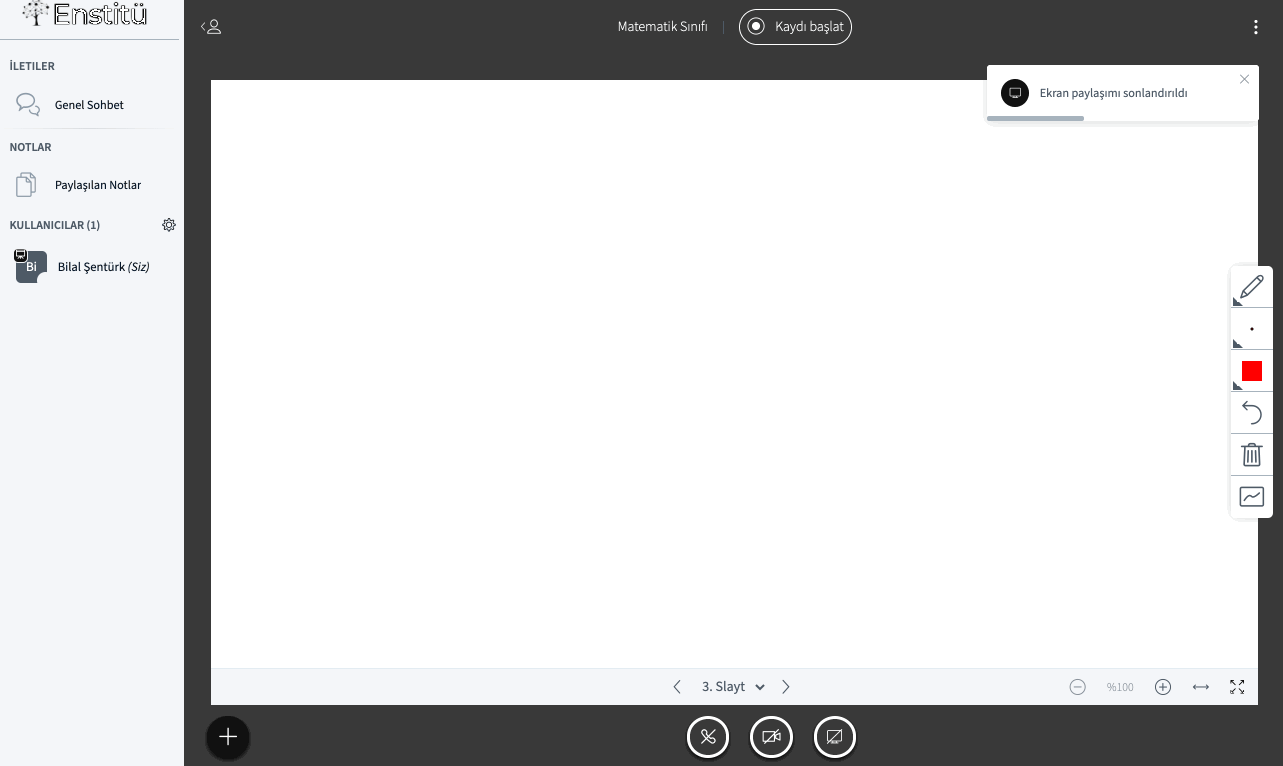 Enstitü
İLETILER
Genel Sohbet
NOTLAR
Paylaşılan Notlar
KULLANICILAR (1)
Bi
Bilal Şentürk (Siz)
Matematik Sınıfı
Kaydı başlat
Ekran paylaşımı sonlandırıldı
3. Slayt
%100